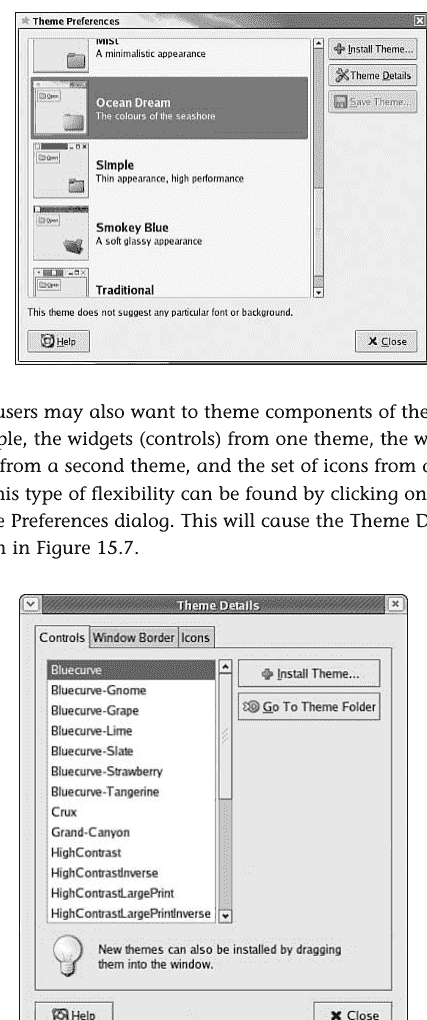 Theme Preferences
Mist
A minimalistic appearance
Install Theme...
Theme Details
Save Theme...
Open
Ocean Dream
The colours of the seashore
Open
Simple
Thin appearance, high performance
Open
Smokey Blue
A soft glassy appearance
Open
Traditional
This theme does not suggest any particular font or background.
Help
Close
users may also want to theme components of the
ple, the widgets (controls) from one theme, the w
from a second theme, and the set of icons from
his type of flexibility can be found by clicking on
e Preferences dialog. This will cause the Theme D
n in Figure 15.7.
Theme Details
Controls Window Border Icons
Bluecurve
Bluecurve-Gnome
Bluecurve-Grape
Bluecurve-Lime
Bluecurve-Slate
Bluecurve-Strawberry
Bluecurve-Tangerine
Crux
Grand-Canyon
HighContrast
HighContrastInverse
HighContrastLargePrint
HighContrastLargePrintInverse
Install Theme...
Go To Theme Folder
New themes can also be installed by dragging
them into the window.
Help
Close